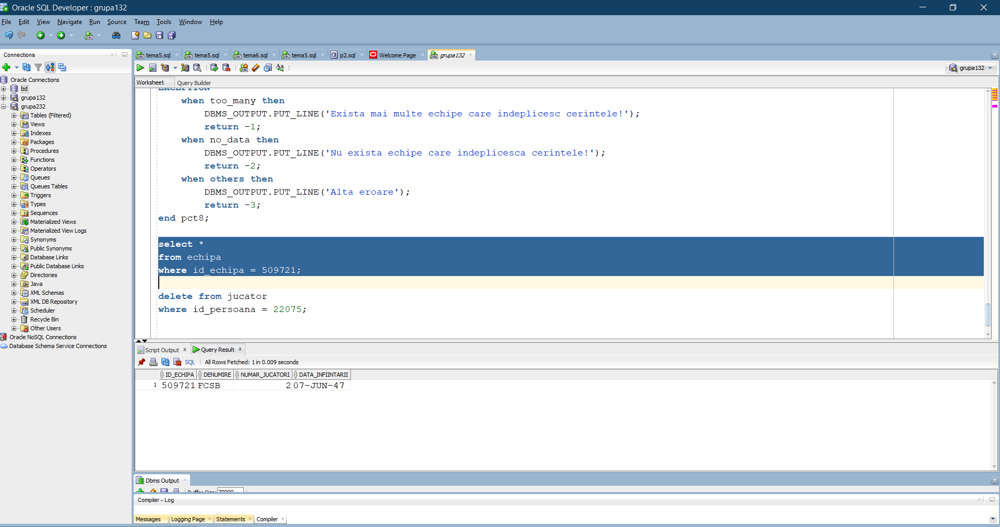 Oracle SQL Developer : grupa132
File Edit View Navigate Run Source Team Tools Window Help
Connections
tema5.sql tema5.sql tema6.sql tema5.sql p2.sql Welcome Page grupa132
grupa132
Worksheet Query Builder
Oracle Connections
bd
grupa132
grupa232
Tables (Filtered)
Views
Indexes
Packages
Procedures
Functions
Operators
Queues
Queues Tables
Triggers
Types
Sequences
Materialized Views
Materialized View Logs
Synonyms
Public Synonyms
Database Links
Public Database Links
Directories
Java
XML Schemas
XML DB Repository
Scheduler
Recycle Bin
Other Users
Oracle NoSQL Connections
Database Schema Service Connections
EXCEPTION
when too_many then
DBMS_OUTPUT.PUT_LINE('Exista mai multe echipe care indeplicesc cerintele!');
return -1;
when no_data then
DBMS_OUTPUT.PUT_LINE('Nu exista echipe care indeplicesca cerintele!');
return -2;
when others then
DBMS_OUTPUT.PUT_LINE('Alta eroare');
return -3;
end pct8;
select *
from echipa
where id_echipa = 509721;
delete from jucator
where id_persoana = 22075;
Script Output Query Result
SQL All Rows Fetched: 1 in 0.009 seconds
ID_ECHIPA DENUMIRE NUMAR_JUCATORI DATA_INFIINTARII
1 509721 FCSB 2 07-JUN-47
Dbms Output
Buffer Size: 20000
Compiler - Log
Messages Logging Page Statements Compiler